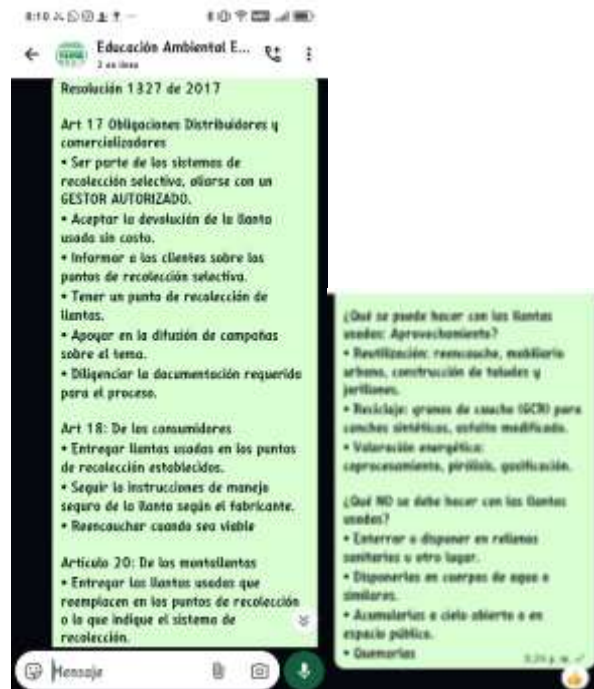 8:10
Educación Ambiental E...
2 en línea
Resolución 1327 de 2017
Art 17 Obligaciones Distribuidores y
comercializadores
• Ser parte de los sistemas de
recolección selectiva, aliarse con un
GESTOR AUTORIZADO.
• Aceptar la devolución de la llanta
usada sin costo.
• Informar a los clientes sobre los
puntos de recolección selectiva.
• Tener un punto de recolección de
llantas.
• Apoyar en la difusión de campañas
sobre el tema.
• Diligenciar la documentación requerida
para el proceso.
Art 18: De los consumidores
• Entregar llantas usadas en los puntos
de recolección establecidos.
• Seguir la instrucciones de manejo
seguro de la llanta según el fabricante.
• Reencauchar cuando sea viable
Artículo 20: De las montallantas
• Entregar las llantas usadas que
reemplacen en los puntos de recolección
o la que indique el sistema de
recolección.
Mensaje
¿Qué se puede hacer con las llantas
usadas: Aprovechamiento?
• Reutilización: reencauche, mobiliario
urbano, construcción de taludes y
jarillones.
• Reciclaje: granos de caucho (GCR) para
canchas sintéticas, asfalto modificado.
• Valoración energética:
coprocesamiento, pirólisis, gasificación.
¿Qué NO se debe hacer con las llantas
usadas?
• Enterrar o disponer en rellenos
sanitarios u otro lugar.
• Disponerlas en cuerpos de agua o
similares.
• Acumularlas a cielo abierto o en
espacio público.
• Quemarlas